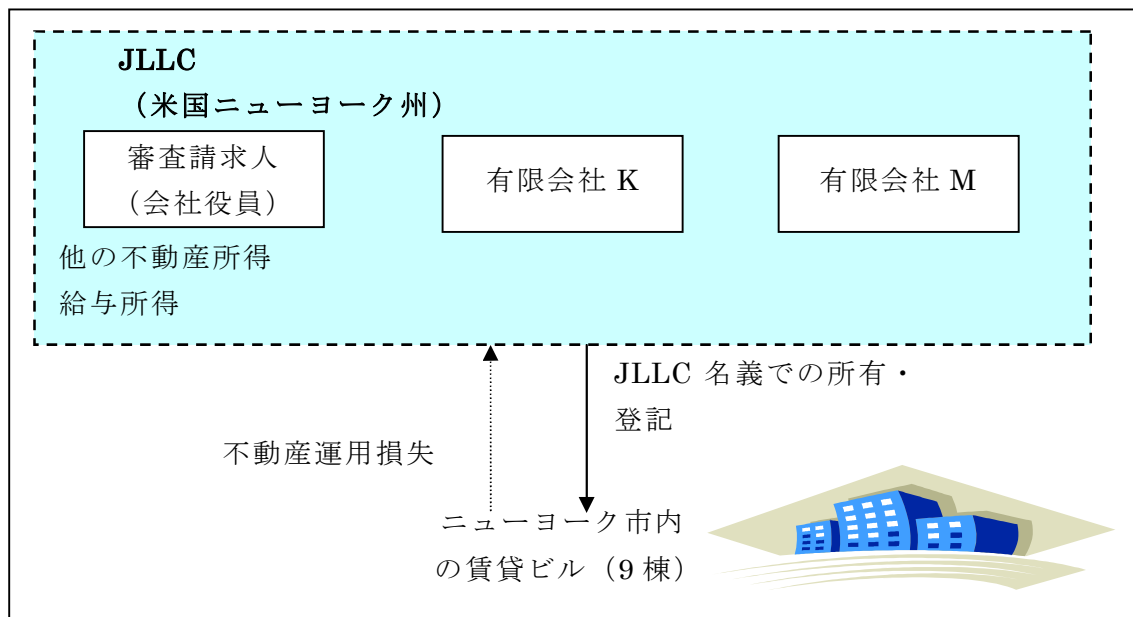 JLLC
（米国ニューヨーク州）
審査請求人
（会社役員）
有限会社 K
有限会社 M
他の不動産所得
給与所得
JLLC 名義での所有・
登記
不動産運用損失
ニューヨーク市内
の賃貸ビル（9 棟）